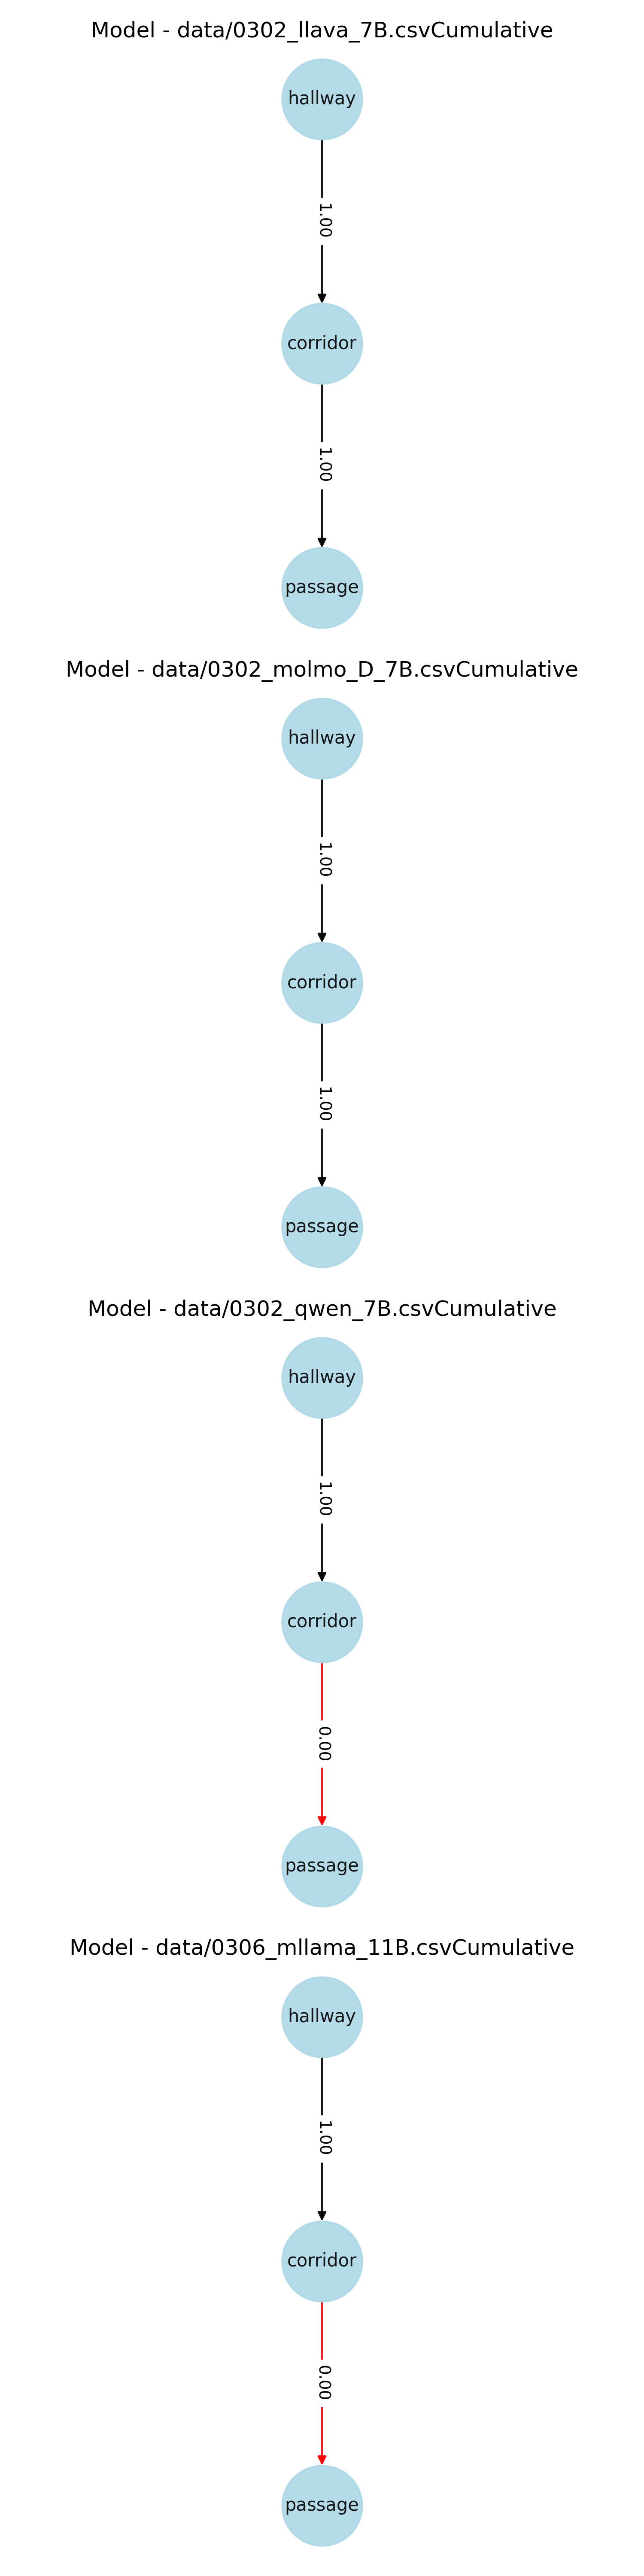 Model - data/0302_llava_7B.csvCumulative
hallway
1.00
corridor
1.00
passage
Model - data/0302_molmo_D_7B.csvCumulative
hallway
1.00
corridor
1.00
passage
Model - data/0302_qwen_7B.csvCumulative
hallway
1.00
corridor
0.00
passage
Model - data/0306_mllama_11B.csvCumulative
hallway
1.00
corridor
0.00
passage